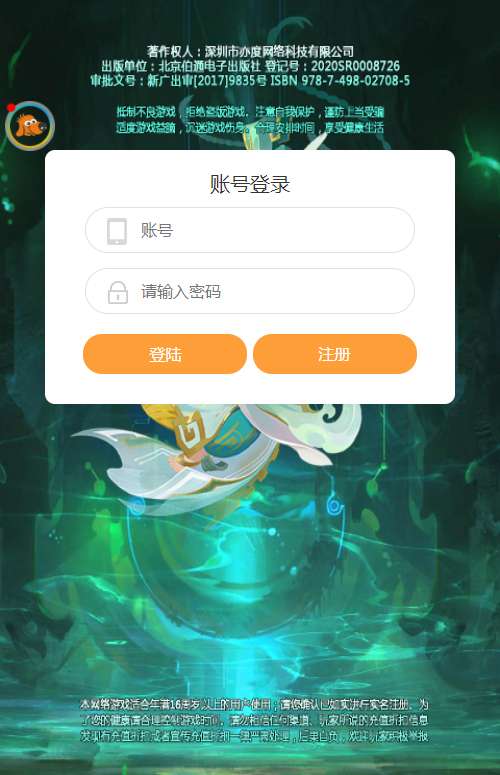 著作权人：深圳市亦度网络科技有限公司
出版单位：北京伯通电子出版社 登记号：2020SR0008726
审批文号：新广出审[2017]9835号 ISBN 978-7-498-02708-5
抵制不良游戏，拒绝盗版游戏。注意自我保护，谨防上当受骗
适度游戏益脑，沉迷游戏伤身。合理安排时间，享受健康生活
账号登录
账号
请输入密码
登陆
注册
本网络游戏适合年满16周岁以上的用户使用；请您确认已如实进行实名注册。为
了您的健康请合理控制游戏时间。请勿相信任何渠道、玩家所说的充值折扣信息
发现有充值折扣或者宣传充值折扣一律严肃处理，后果自负，欢迎玩家积极举报